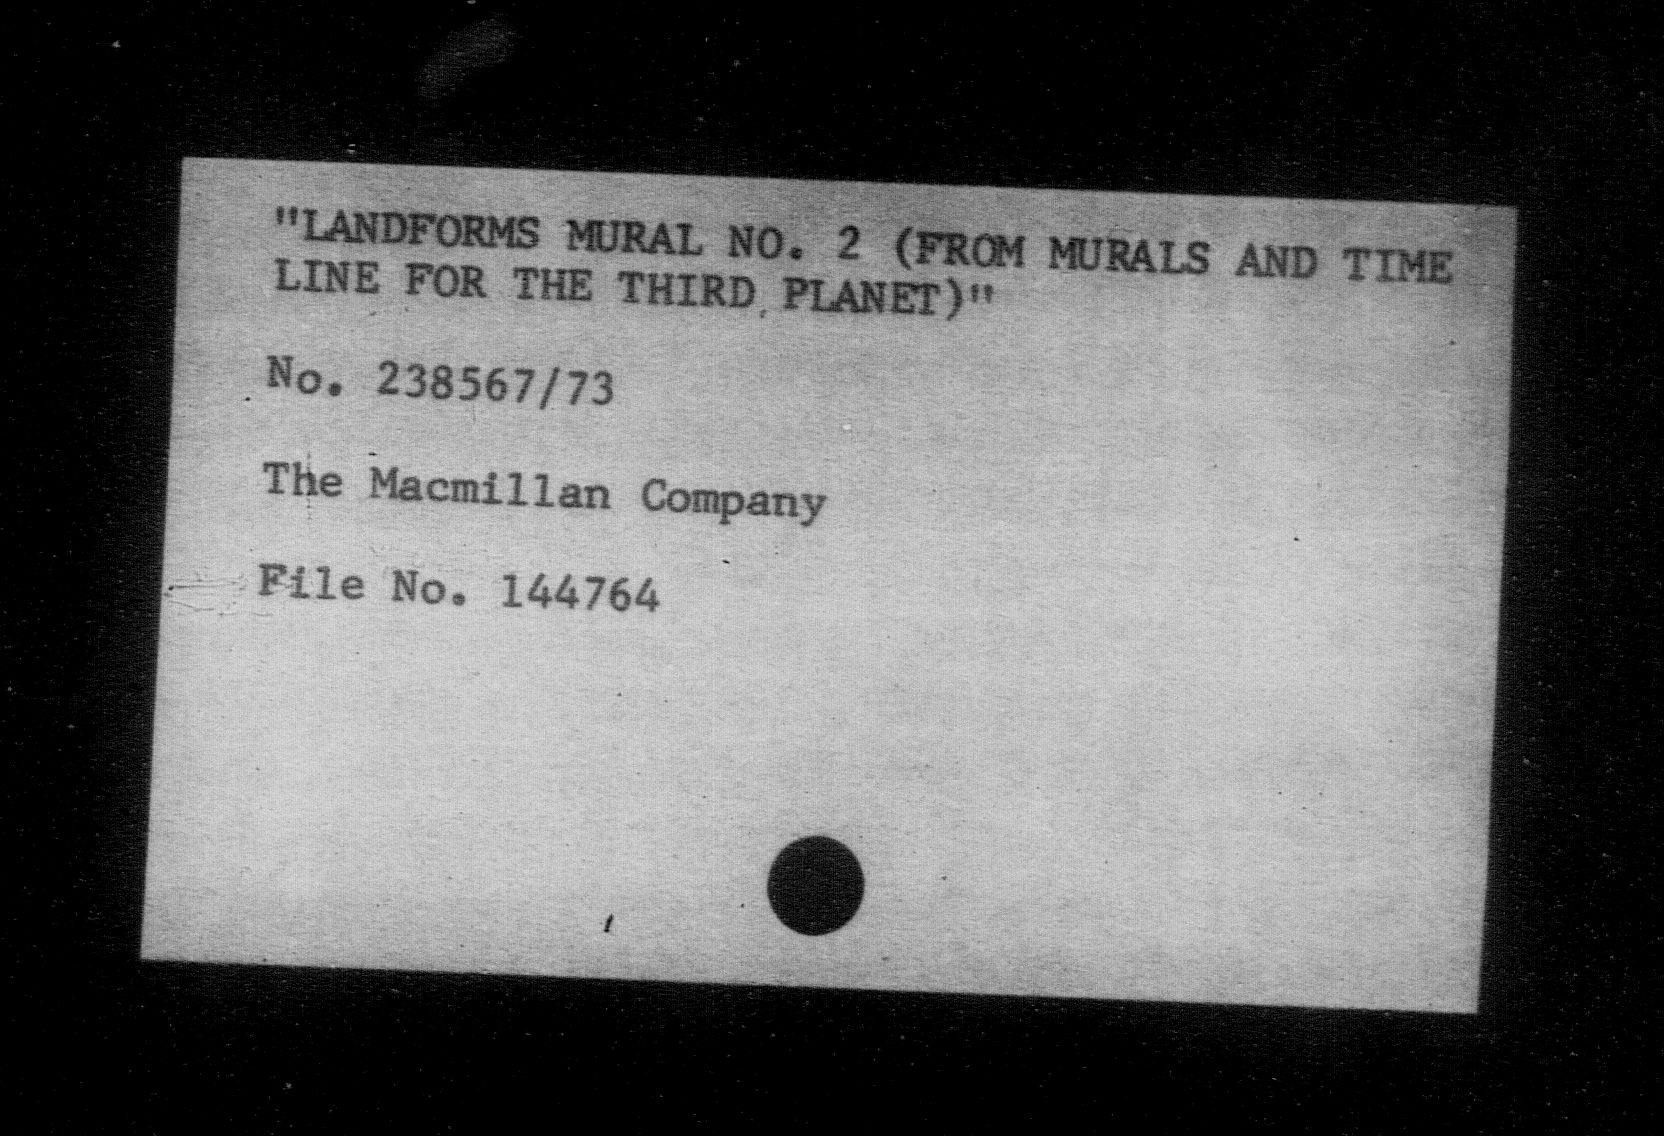 "LANDFORMS MURAL NO. 2 (FROM MURALS AND TIME
LINE FOR THE THIRD PLANET)"
No. 238567/73
The Macmillan Company
File No. 144764